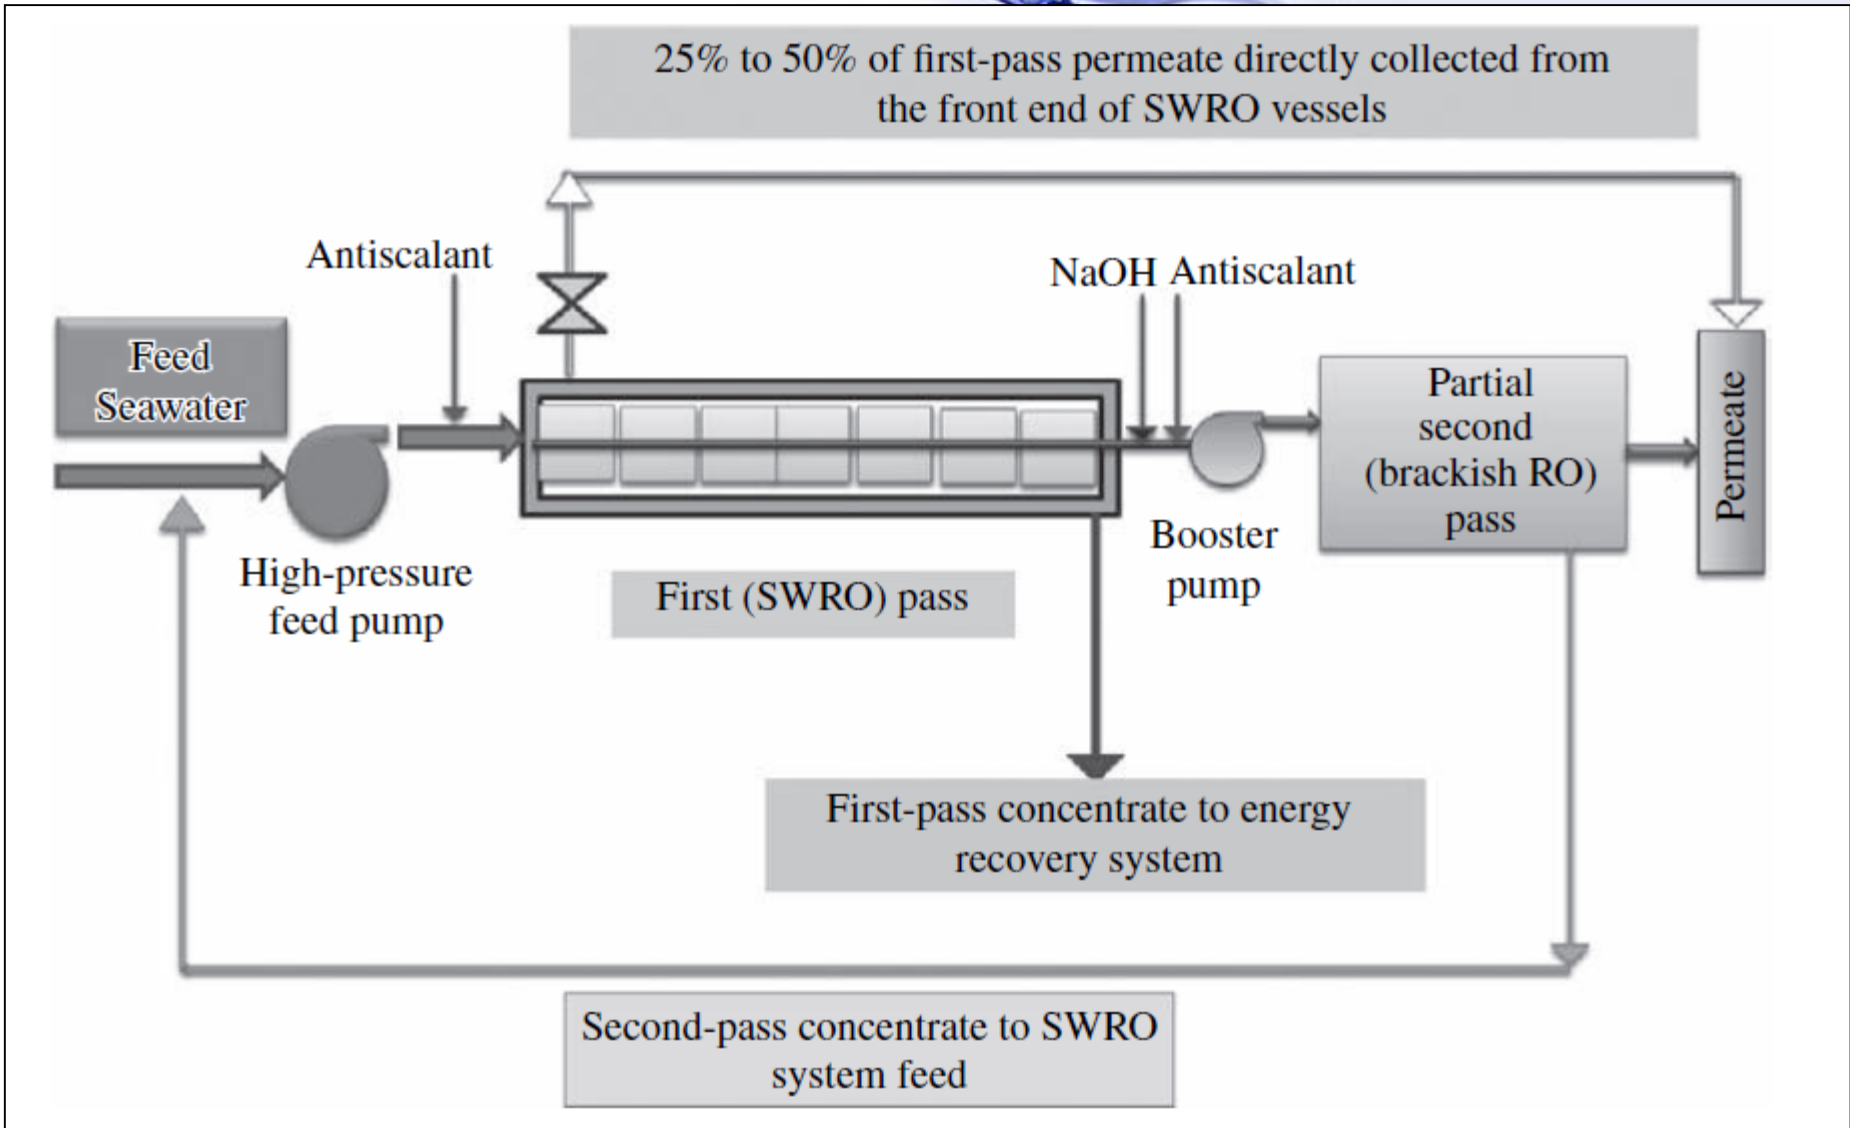 25% to 50% of first-pass permeate directly collected from
the front end of SWRO vessels
Antiscalant
NaOH Antiscalant
Feed
Seawater
High-pressure
feed pump
First (SWRO) pass
Booster
pump
Partial
second
(brackish RO)
pass
Permeate
First-pass concentrate to energy
recovery system
Second-pass concentrate to SWRO
system feed